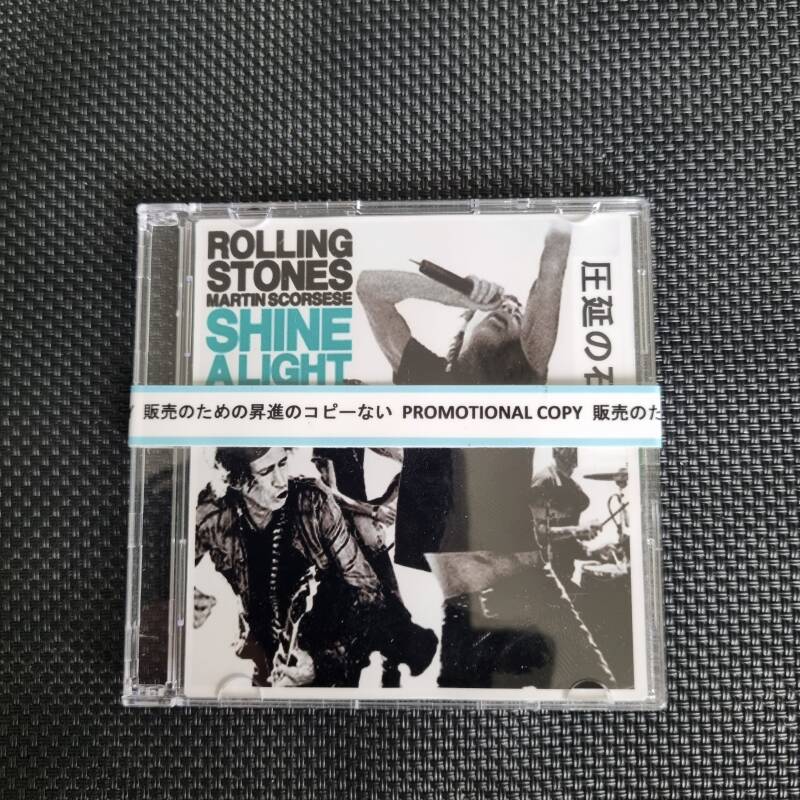 ROLLING
STONES
MARTIN SCORSESE
SHINE
A LIGHT
圧延の石
販売のための昇進のコピーない PROMOTIONAL COPY 販売のた